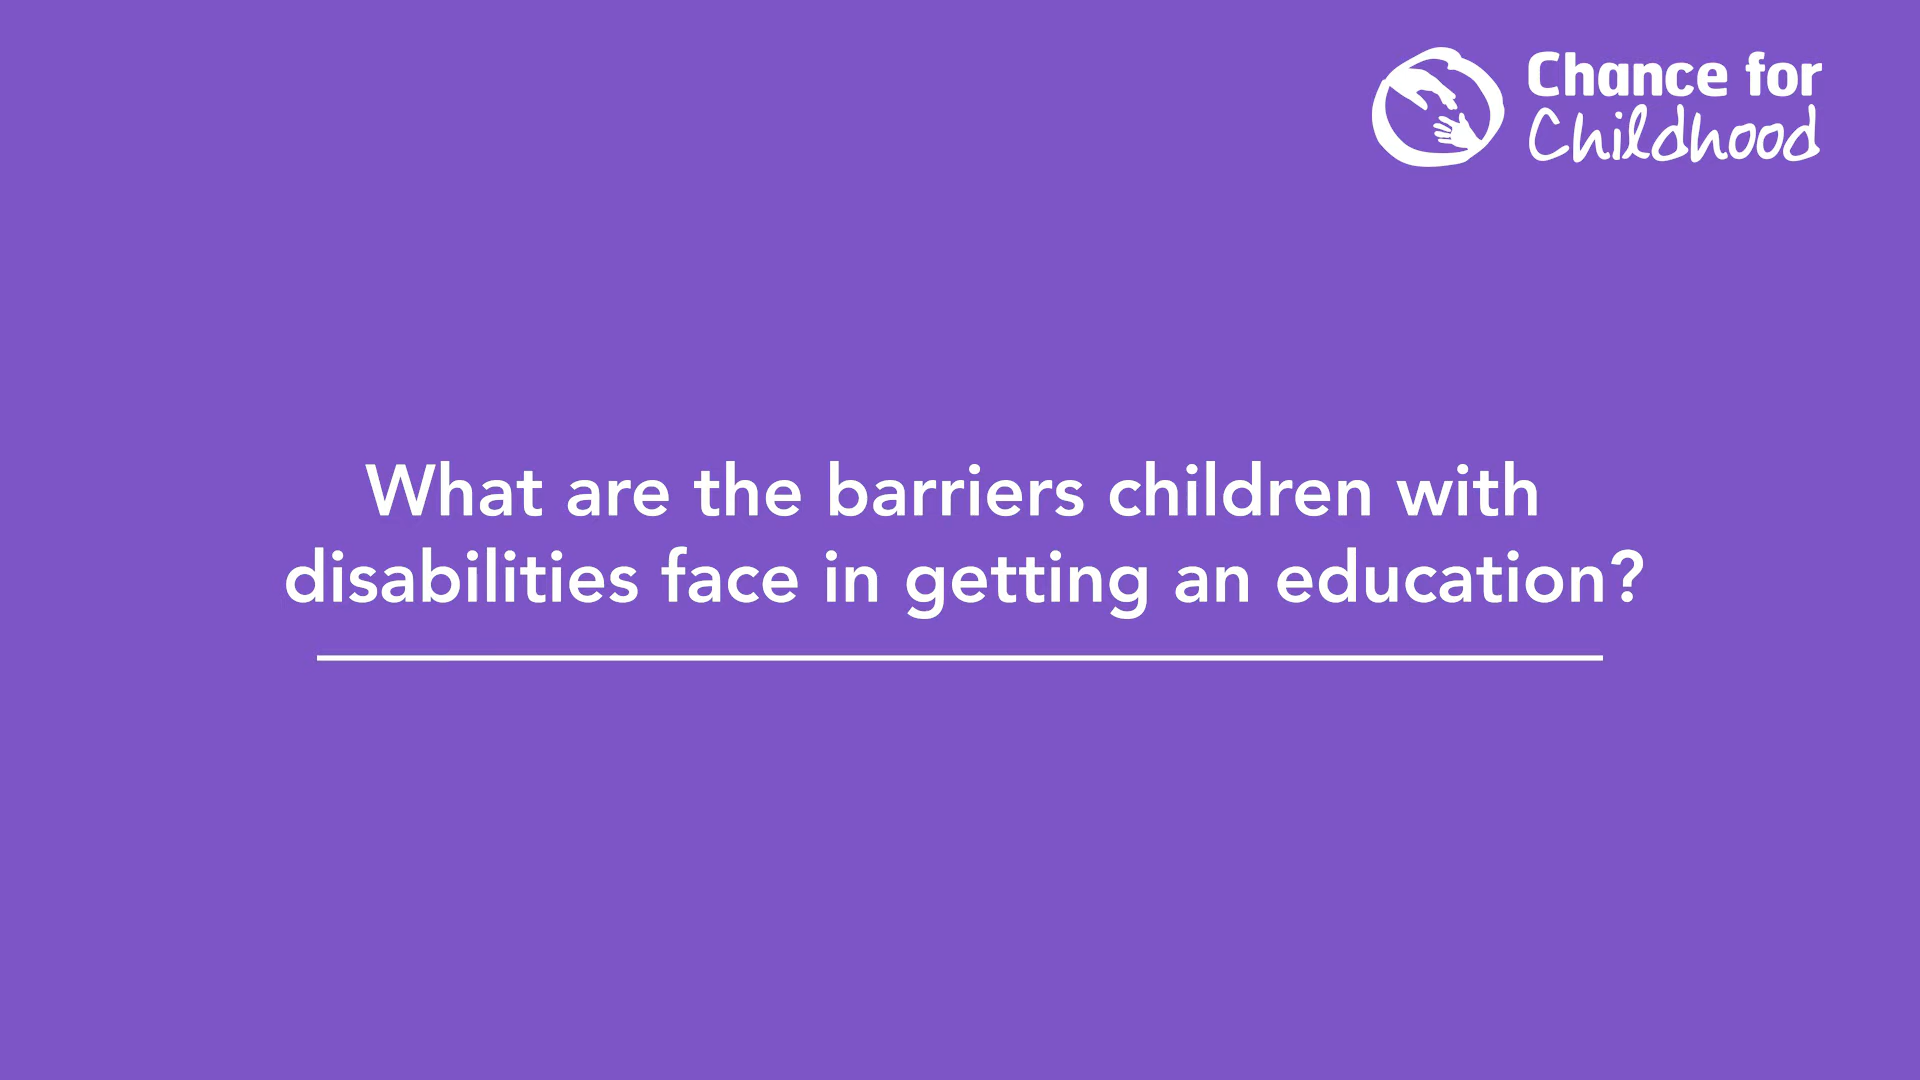 Chance for
Childhood
What are the barriers children with
disabilities face in getting an education?